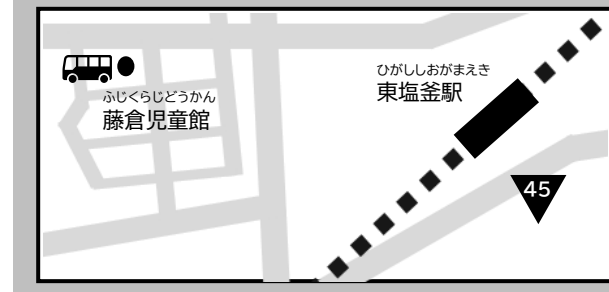 ふじくらじどうかん
藤倉児童館
ひがししおがまえき
東塩釜駅
45